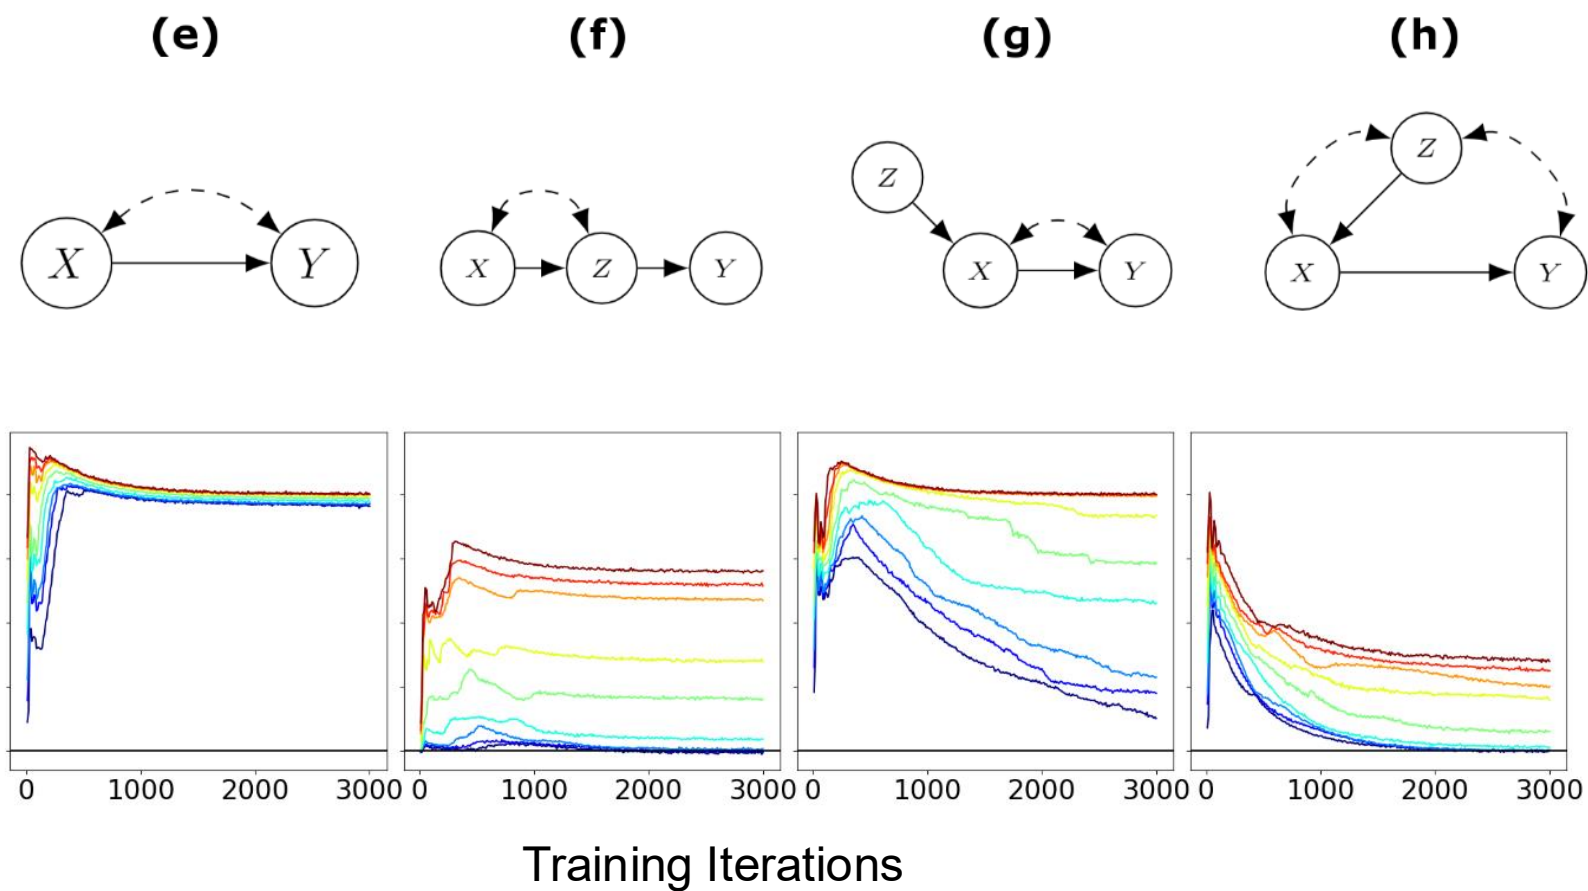 (e) (f) (g) (h)
Z
Z
X Y X Z Y X Y X Y
0 1000 2000 3000 0 1000 2000 3000 0 1000 2000 3000 0 1000 2000 3000
Training Iterations